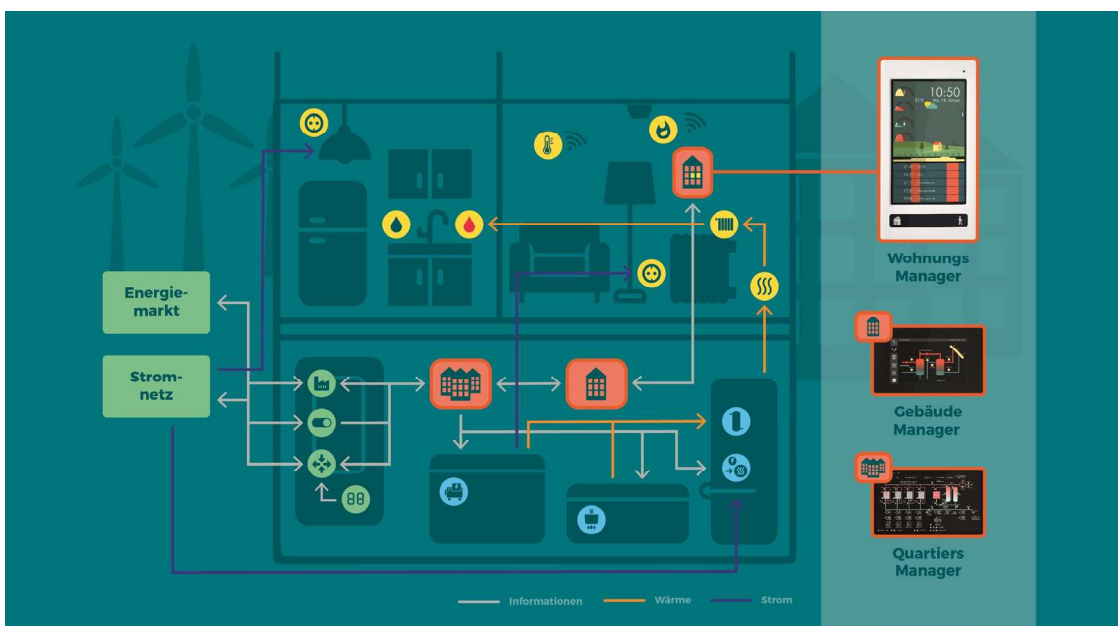 10:50
Wohnungs
Manager
Energie-
markt
Strom-
netz
Gebäude
Manager
88
Quartiers
Manager
Informationen
Wärme
Strom